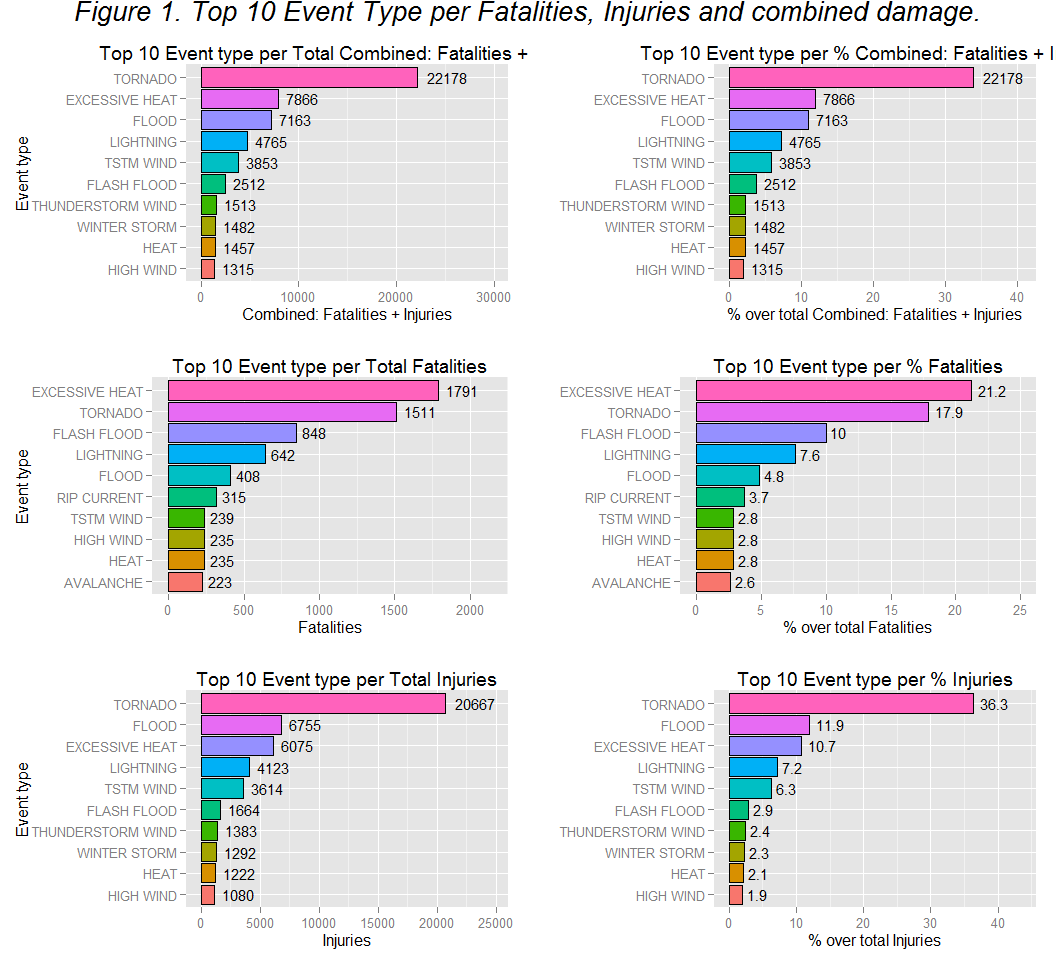 Figure 1. Top 10 Event Type per Fatalities, Injuries and combined damage.
Top 10 Event type per Total Combined: Fatalities +
Event type
TORNADO 22178
EXCESSIVE HEAT 7866
FLOOD 7163
LIGHTNING 4765
TSTM WIND 3853
FLASH FLOOD 2512
THUNDERSTORM WIND 1513
WINTER STORM 1482
HEAT 1457
HIGH WIND 1315
0 10000 20000 30000
Combined: Fatalities + Injuries
Top 10 Event type per % Combined: Fatalities + I
TORNADO 22178
EXCESSIVE HEAT 7866
FLOOD 7163
LIGHTNING 4765
TSTM WIND 3853
FLASH FLOOD 2512
THUNDERSTORM WIND 1513
WINTER STORM 1482
HEAT 1457
HIGH WIND 1315
0 10 20 30 40
% over total Combined: Fatalities + Injuries
Top 10 Event type per Total Fatalities
Event type
EXCESSIVE HEAT 1791
TORNADO 1511
FLASH FLOOD 848
LIGHTNING 642
FLOOD 408
RIP CURRENT 315
TSTM WIND 239
HIGH WIND 235
HEAT 235
AVALANCHE 223
0 500 1000 1500 2000
Fatalities
Top 10 Event type per % Fatalities
EXCESSIVE HEAT 21.2
TORNADO 17.9
FLASH FLOOD 10
LIGHTNING 7.6
FLOOD 4.8
RIP CURRENT 3.7
TSTM WIND 2.8
HIGH WIND 2.8
HEAT 2.8
AVALANCHE 2.6
0 5 10 15 20 25
% over total Fatalities
Top 10 Event type per Total Injuries
Event type
TORNADO 20667
FLOOD 6755
EXCESSIVE HEAT 6075
LIGHTNING 4123
TSTM WIND 3614
FLASH FLOOD 1664
THUNDERSTORM WIND 1383
WINTER STORM 1292
HEAT 1222
HIGH WIND 1080
0 5000 10000 15000 20000 25000
Injuries
Top 10 Event type per % Injuries
TORNADO 36.3
FLOOD 11.9
EXCESSIVE HEAT 10.7
LIGHTNING 7.2
TSTM WIND 6.3
FLASH FLOOD 2.9
THUNDERSTORM WIND 2.4
WINTER STORM 2.3
HEAT 2.1
HIGH WIND 1.9
0 10 20 30 40
% over total Injuries